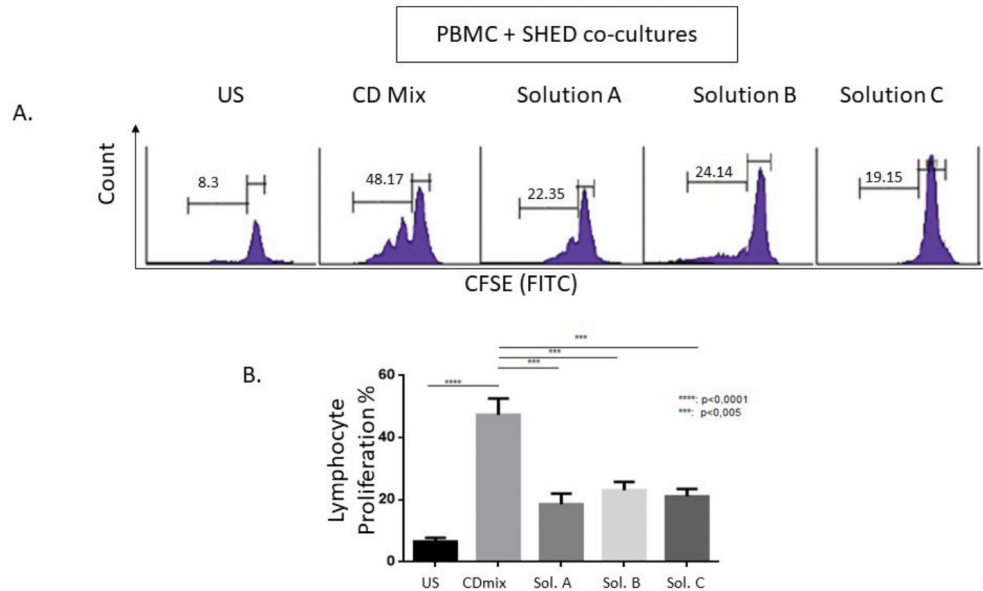 PBMC + SHED co-cultures
A.
US CD Mix Solution A Solution B Solution C
Count
8.3 48.17 22.35 24.14 19.15
CFSE (FITC)
B.
***
***
***
****
****: p<0,0001
***: p<0,005
Lymphocyte
Proliferation %
60
40
20
0
US CDmix Sol. A Sol. B Sol. C